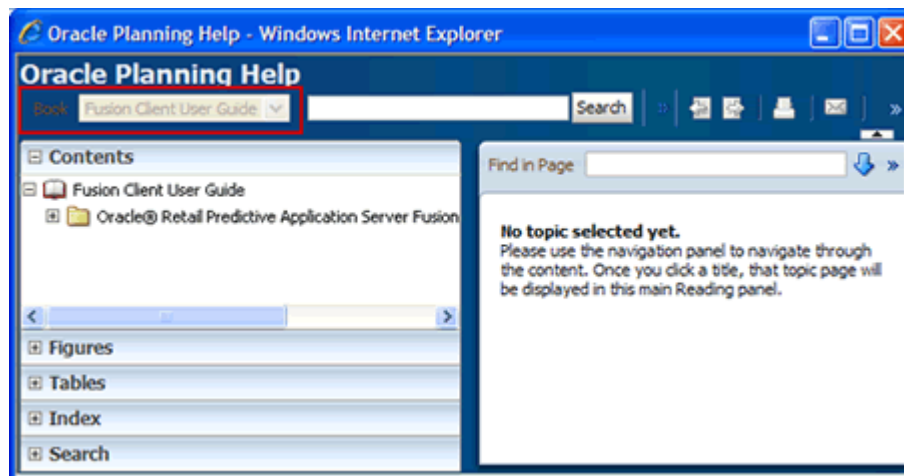 Oracle Planning Help - Windows Internet Explorer
Oracle Planning Help
Book Fusion Client User Guide Search
Contents
Fusion Client User Guide
Oracle® Retail Predictive Application Server Fusion
Figures
Tables
Index
Search
Find in Page
No topic selected yet.
Please use the navigation panel to navigate through
the content. Once you click a title, that topic page will
be displayed in this main Reading panel.